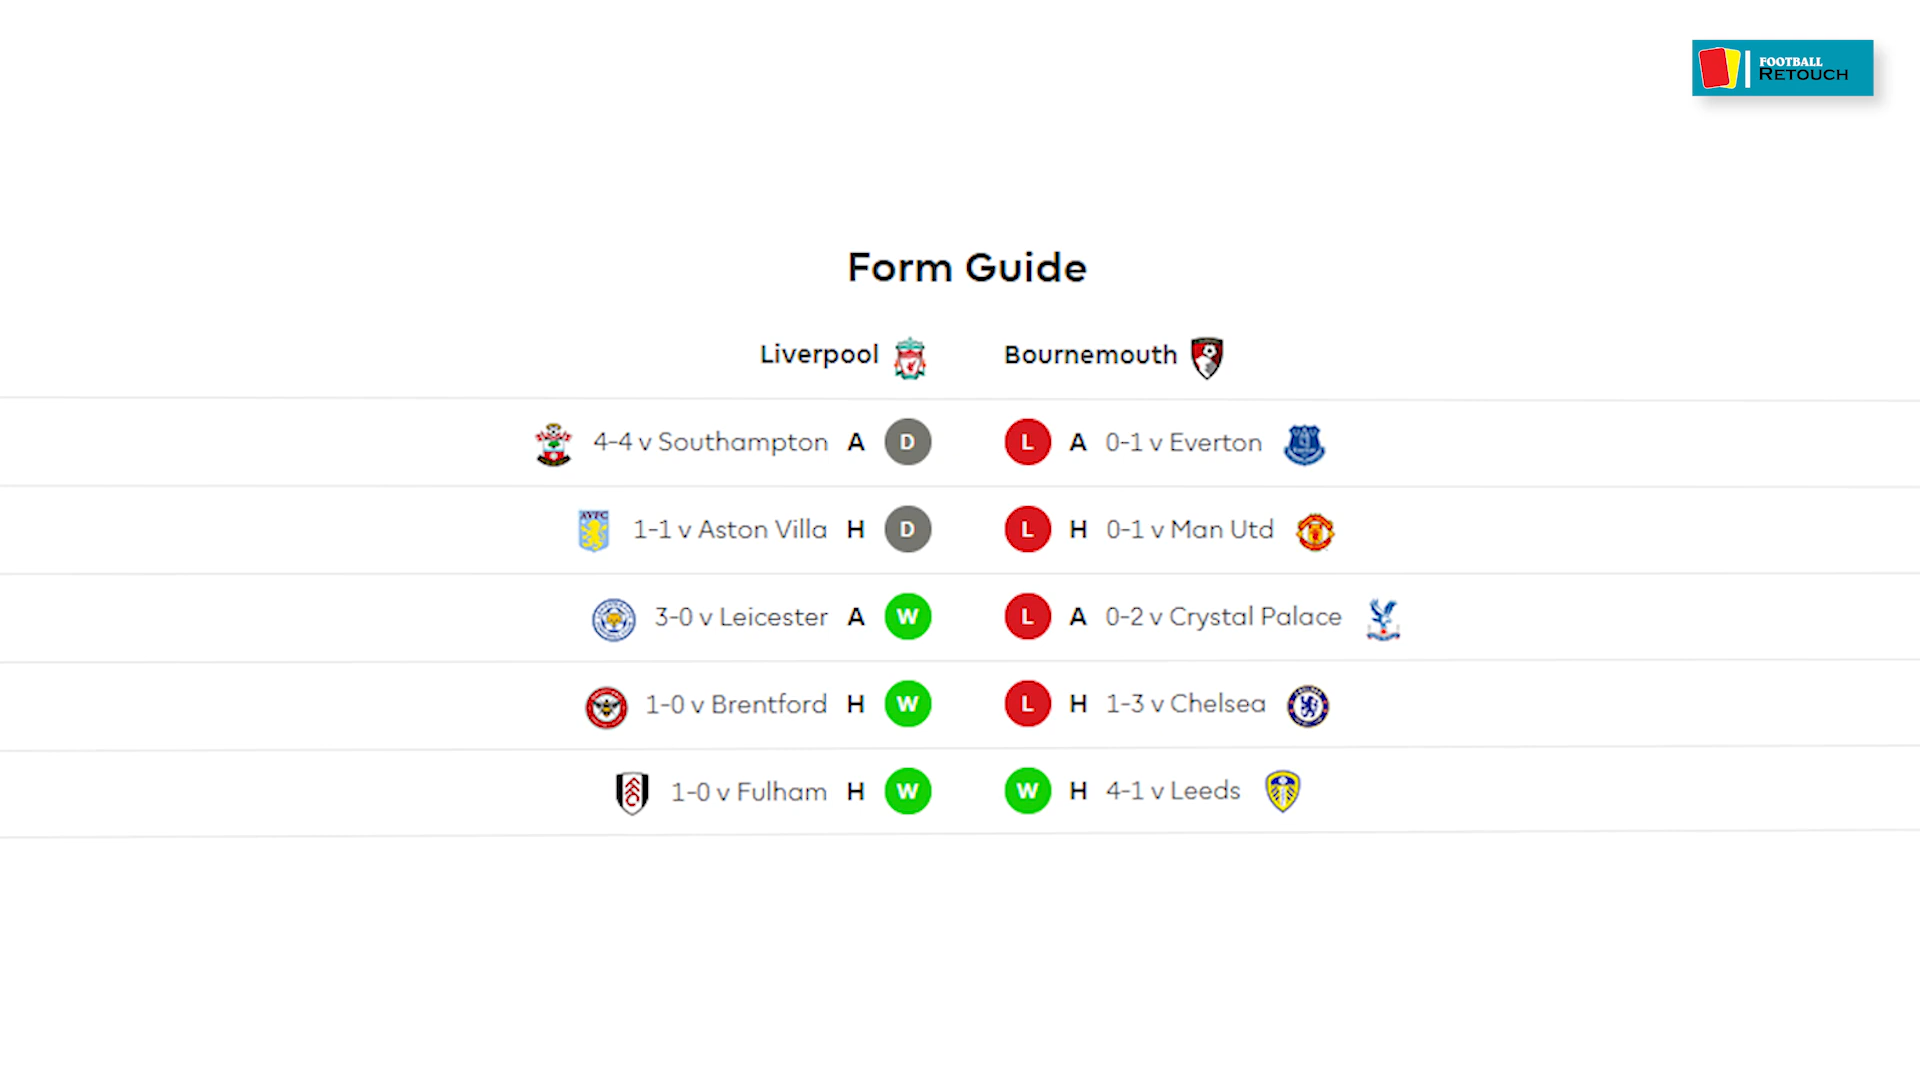 FOOTBALL
RETOUCH
Form Guide
Liverpool Bournemouth
4-4 v Southampton A D L A 0-1 v Everton
1-1 v Aston Villa H D L H 0-1 v Man Utd
3-0 v Leicester A W L A 0-2 v Crystal Palace
1-0 v Brentford H W L H 1-3 v Chelsea
1-0 v Fulham H W W H 4-1 v Leeds